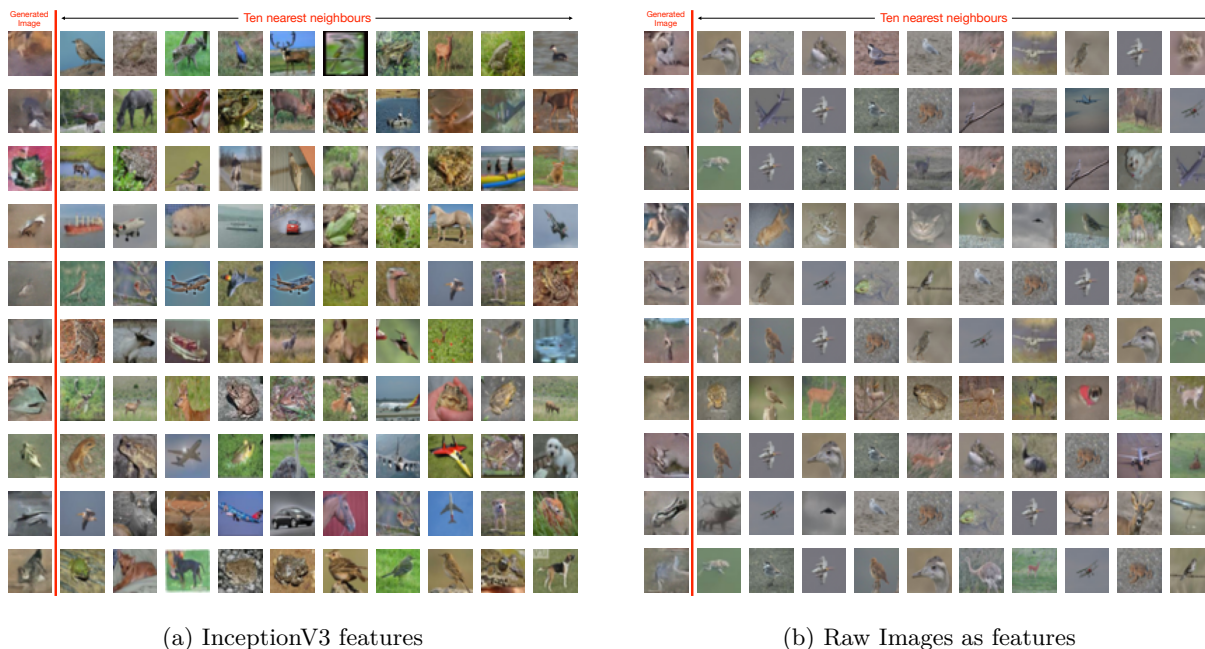 Generated
Image
Ten nearest neighbours
Generated
Image
Ten nearest neighbours
(a) InceptionV3 features
(b) Raw Images as features